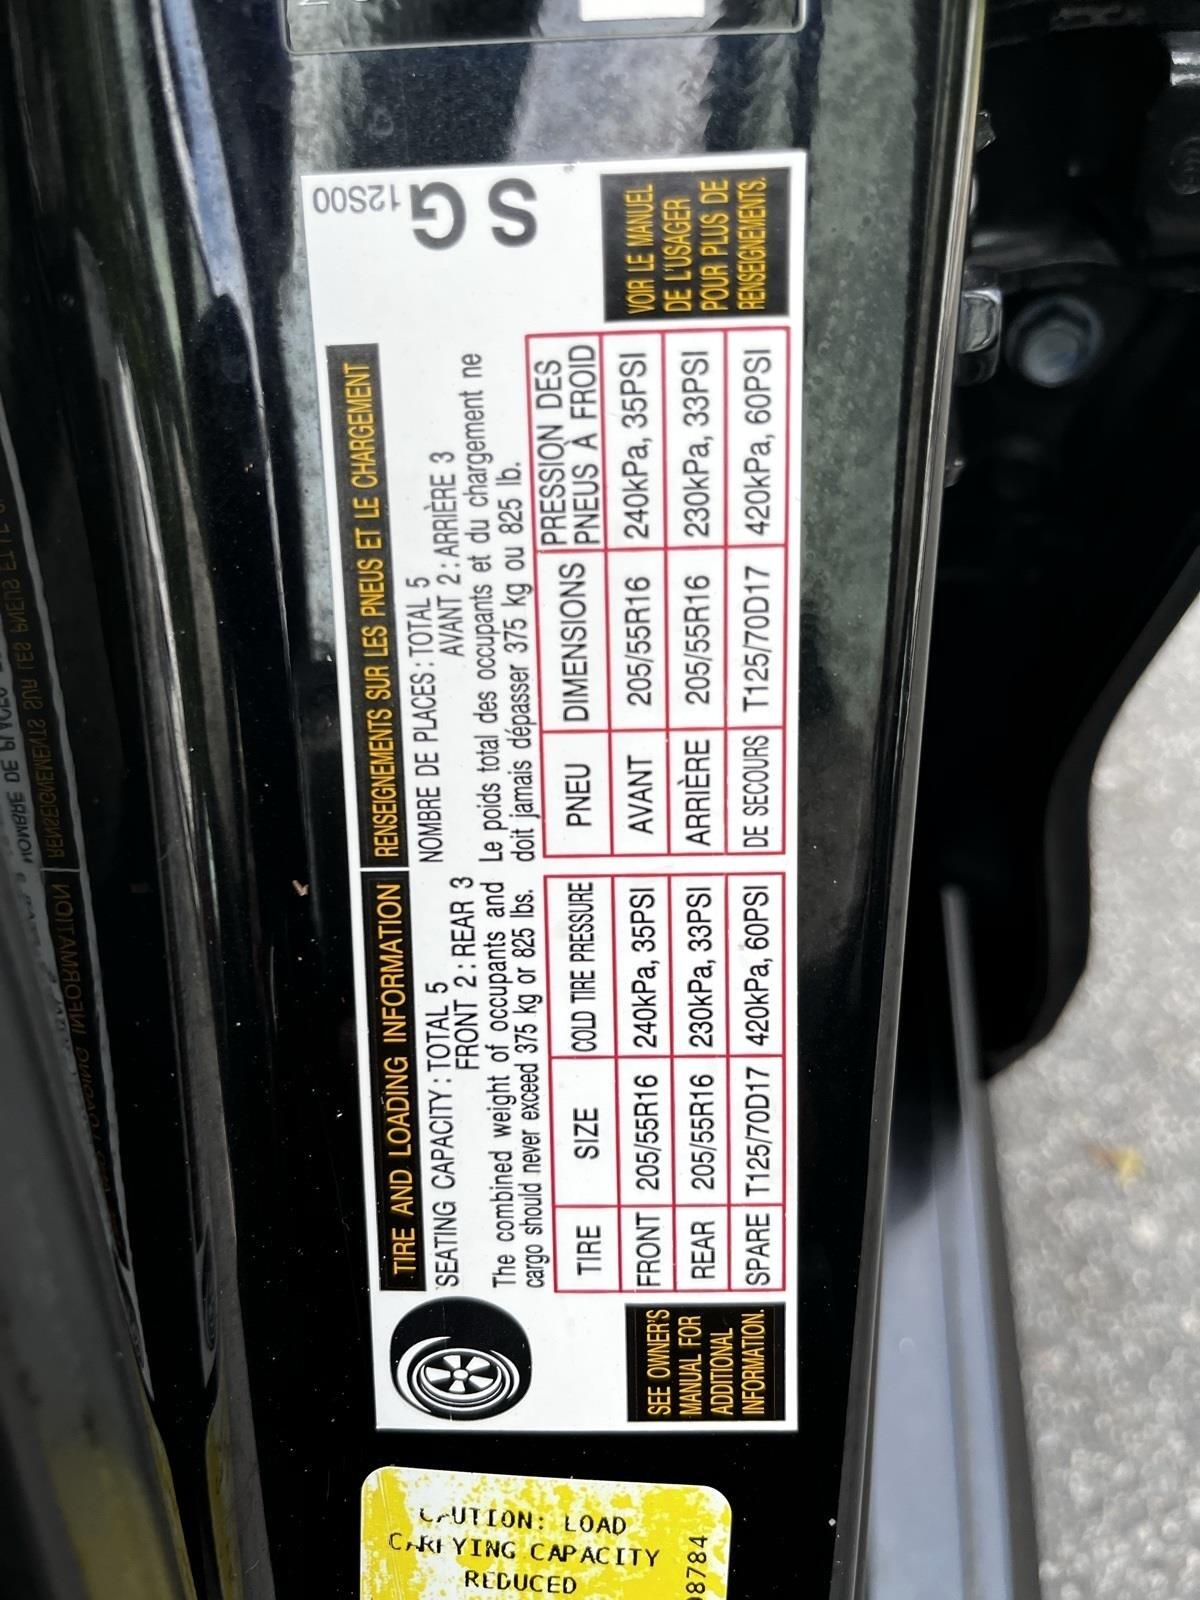 TIRE AND LOADING INFORMATION
SEATING CAPACITY : TOTAL 5
FRONT 2 : REAR 3
The combined weight of occupants and
cargo should never exceed 375 kg or 825 lbs.
TIRE SIZE COLD TIRE PRESSURE
FRONT 205/55R16 240kPa, 35PSI
REAR 205/55R16 230kPa, 33PSI
SPARE T125/70D17 420kPa, 60PSI
SEE OWNER'S
MANUAL FOR
ADDITIONAL
INFORMATION.
RENSEIGNEMENTS SUR LES PNEUS ET LE CHARGEMENT
NOMBRE DE PLACES : TOTAL 5
AVANT 2 : ARRIÈRE 3
Le poids total des occupants et du chargement ne
doit jamais dépasser 375 kg ou 825 lb.
PNEU DIMENSIONS PRESSION DES
PNEUS À FROID
AVANT 205/55R16 240kPa, 35PSI
ARRIÈRE 205/55R16 230kPa, 33PSI
DE SECOURS T125/70D17 420kPa, 60PSI
VOIR LE MANUEL
DE L'USAGER
POUR PLUS DE
RENSEIGNEMENTS.
12S00
S G
CAUTION: LOAD
CARRYING CAPACITY
REDUCED
08784